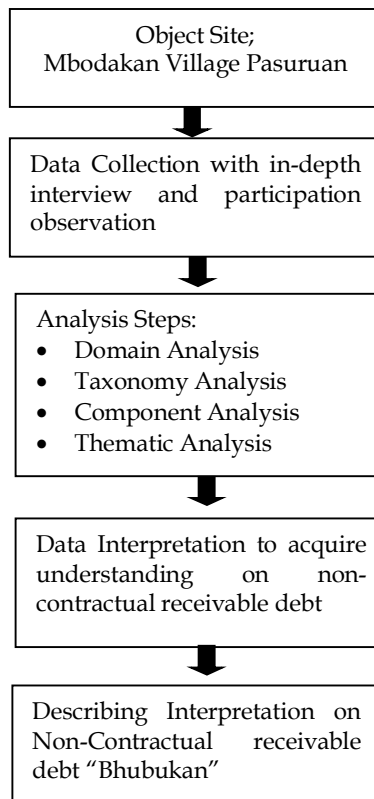 Object Site;
Mbodakan Village Pasuruan
Data Collection with in-depth
interview and participation
observation
Analysis Steps:
• Domain Analysis
• Taxonomy Analysis
• Component Analysis
• Thematic Analysis
Data Interpretation to acquire
understanding on non-
contractual receivable debt
Describing Interpretation on
Non-Contractual receivable
debt “Bhubukan”